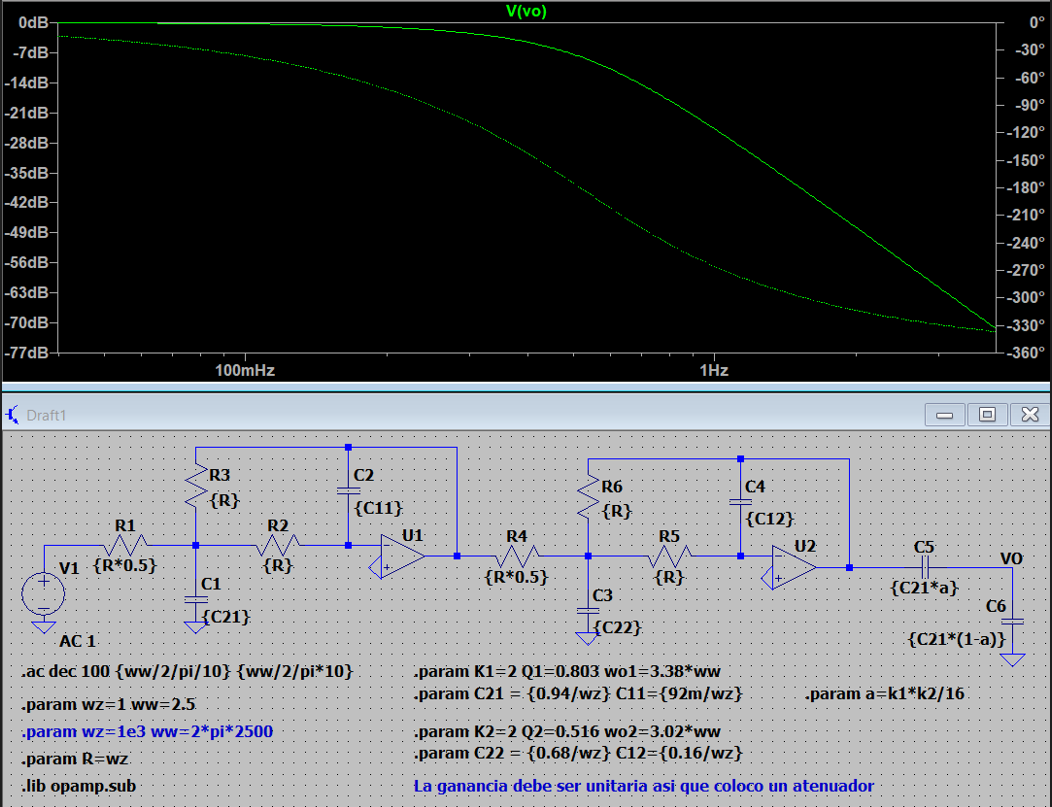 V(vo)
0dB
-7dB
-14dB
-21dB
-28dB
-35dB
-42dB
-49dB
-56dB
-63dB
-70dB
-77dB
0°
-30°
-60°
-90°
-120°
-150°
-180°
-210°
-240°
-270°
-300°
-330°
-360°
100mHz
1Hz
Draft1
R3
{R}
C2
{C11}
R1
{R*0.5}
R2
{R}
U1
V1
C1
{C21}
AC 1
R6
{R}
C4
{C12}
R4
{R*0.5}
R5
{R}
U2
C3
{C22}
C5
{C21*a}
VO
C6
{C21*(1-a)}
.ac dec 100 {ww/2/pi/10} {ww/2/pi*10}
.param wz=1 ww=2.5
.param wz=1e3 ww=2*pi*2500
.param R=wz
.lib opamp.sub
.param K1=2 Q1=0.803 wo1=3.38*ww
.param C21 = {0.94/wz} C11={92m/wz}
.param a=k1*k2/16
.param K2=2 Q2=0.516 wo2=3.02*ww
.param C22 = {0.68/wz} C12={0.16/wz}
La ganancia debe ser unitaria asi que coloco un atenuador